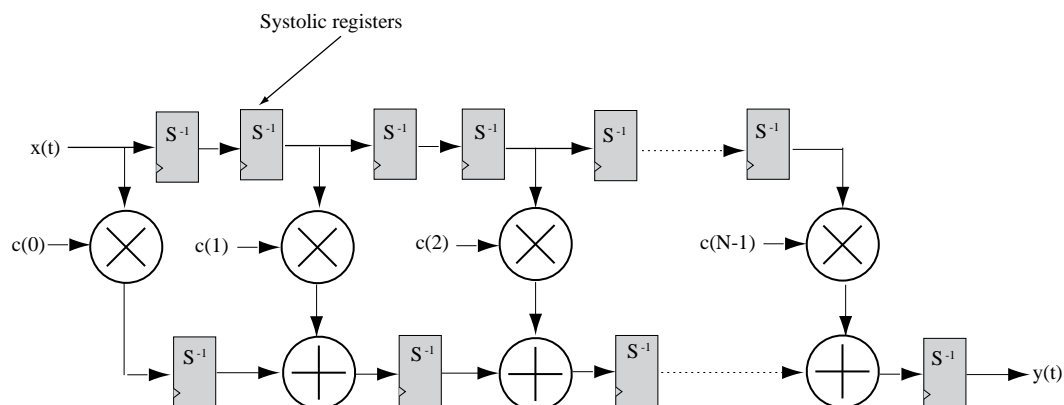 Systolic registers
x(t) S⁻¹ S⁻¹ S⁻¹ S⁻¹ S⁻¹ S⁻¹
c(0) c(1) c(2) c(N-1)
S⁻¹ S⁻¹ S⁻¹ S⁻¹ y(t)